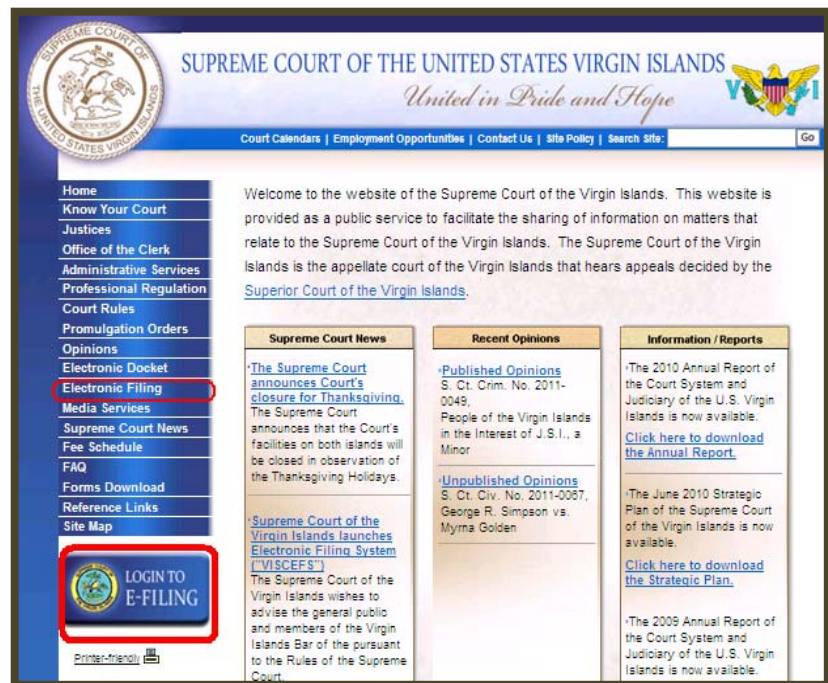 SUPREME COURT OF THE UNITED STATES VIRGIN ISLANDS
United in Pride and Hope
V I
Court Calendars | Employment Opportunities | Contact Us | Site Policy | Search Site: Go
Home
Know Your Court
Justices
Office of the Clerk
Administrative Services
Professional Regulation
Court Rules
Promulgation Orders
Opinions
Electronic Docket
Electronic Filing
Media Services
Supreme Court News
Fee Schedule
FAQ
Forms Download
Reference Links
Site Map
LOGIN TO
E-FILING
Printer-friendly
Welcome to the website of the Supreme Court of the Virgin Islands. This website is
provided as a public service to facilitate the sharing of information on matters that
relate to the Supreme Court of the Virgin Islands. The Supreme Court of the Virgin
Islands is the appellate court of the Virgin Islands that hears appeals decided by the
Superior Court of the Virgin Islands.
Supreme Court News
The Supreme Court
announces Court's
closure for Thanksgiving.
The Supreme Court
announces that the Court's
facilities on both islands will
be closed in observation of
the Thanksgiving Holidays.
Supreme Court of the
Virgin Islands launches
Electronic Filing System
("VISCEFS")
The Supreme Court of the
Virgin Islands wishes to
advise the general public
and members of the Virgin
Islands Bar of the pursuant
to the Rules of the Supreme
Court.
Recent Opinions
Published Opinions
S. Ct. Crim. No. 2011-
0049,
People of the Virgin Islands
in the Interest of J.S.I., a
Minor
Unpublished Opinions
S. Ct. Civ. No. 2011-0067,
George R. Simpson vs.
Myrna Golden
Information / Reports
The 2010 Annual Report of
the Court System and
Judiciary of the U.S. Virgin
Islands is now available.
Click here to download
the Annual Report.
The June 2010 Strategic
Plan of the Supreme Court
of the Virgin Islands is now
available.
Click here to download
the Strategic Plan.
The 2009 Annual Report of
the Court System and
Judiciary of the U.S. Virgin
Islands is now available.